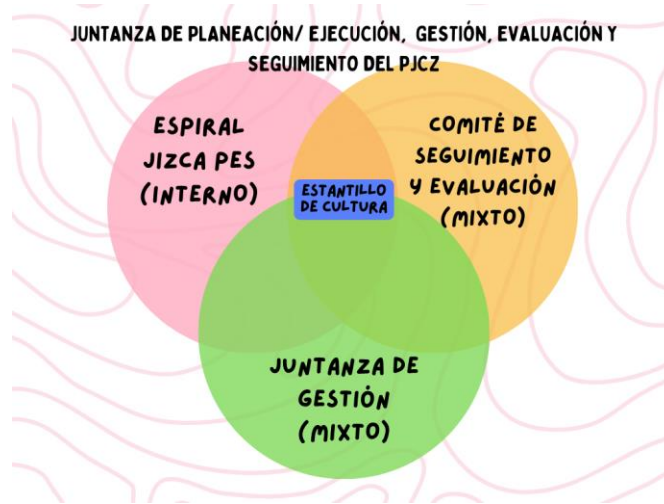 JUNTANZA DE PLANEACIÓN/ EJECUCIÓN, GESTIÓN, EVALUACIÓN Y
SEGUIMIENTO DEL PJCZ
ESPIRAL
JIZCA PES
(INTERNO)
COMITÉ DE
SEGUIMIENTO
Y EVALUACIÓN
(MIXTO)
ESTANTILLO
DE CULTURA
JUNTANZA DE
GESTIÓN
(MIXTO)